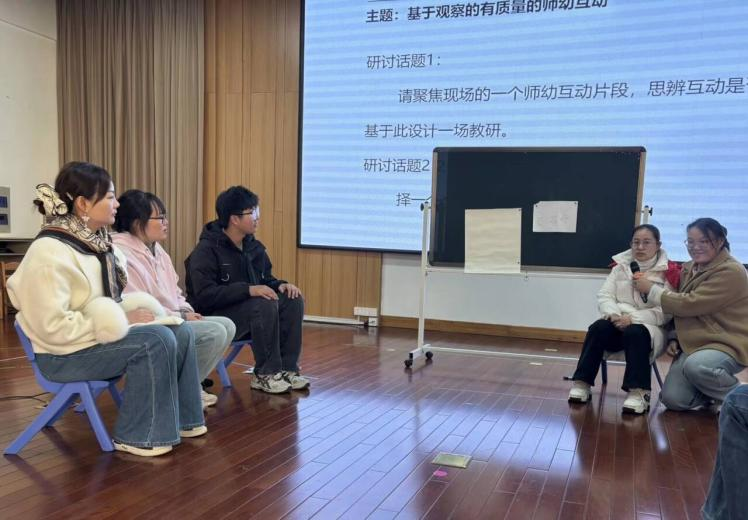 主题：基于观察的有质量的师幼互动
研讨话题1：
请聚焦现场的一个师幼互动片段，思辨互动是
基于此设计一场教研。
研讨话题2
择一